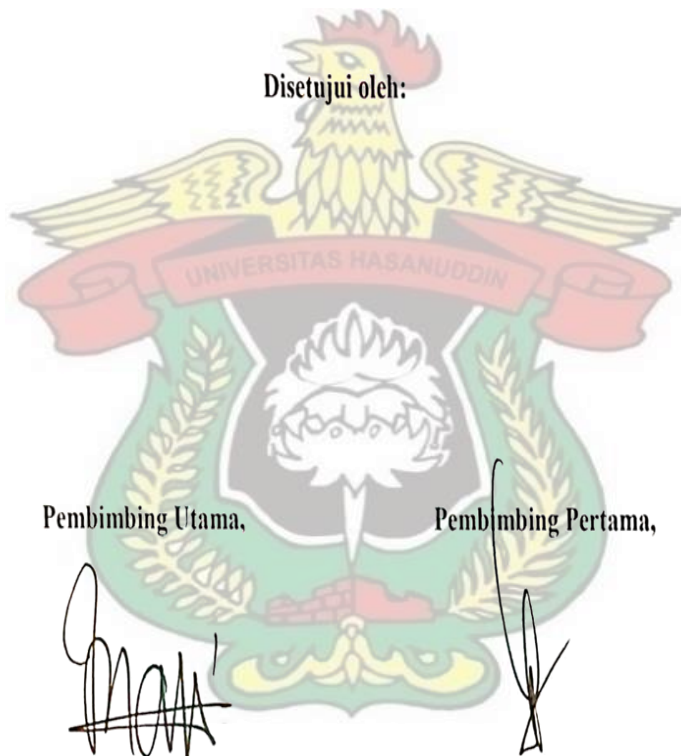 Disetujui oleh:
UNIVERSITAS HASANUDDIN
Pembimbing Utama,
Pembimbing Pertama,